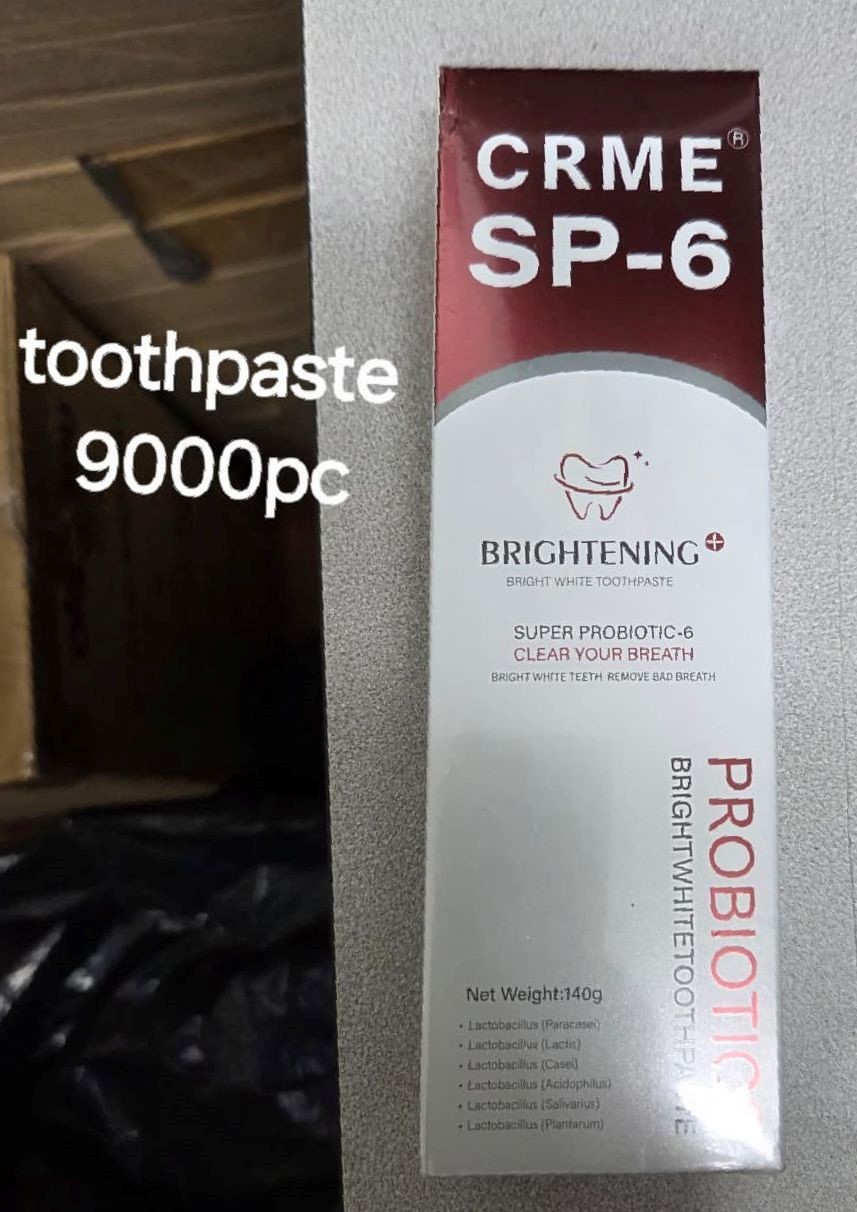 toothpaste
9000pc
CRME®
SP-6
BRIGHTENING+
BRIGHT WHITE TOOTHPASTE
SUPER PROBIOTIC-6
CLEAR YOUR BREATH
BRIGHT WHITE TEETH REMOVE BAD BREATH
PROBIOTIC
Net Weight:140g
• Lactobacillus (Paracasei)
• Lactobacillus (Lactis)
• Lactobacillus (Casei)
• Lactobacillus (Acidophilus)
• Lactobacillus (Salivarius)
• Lactobacillus (Plantarum)